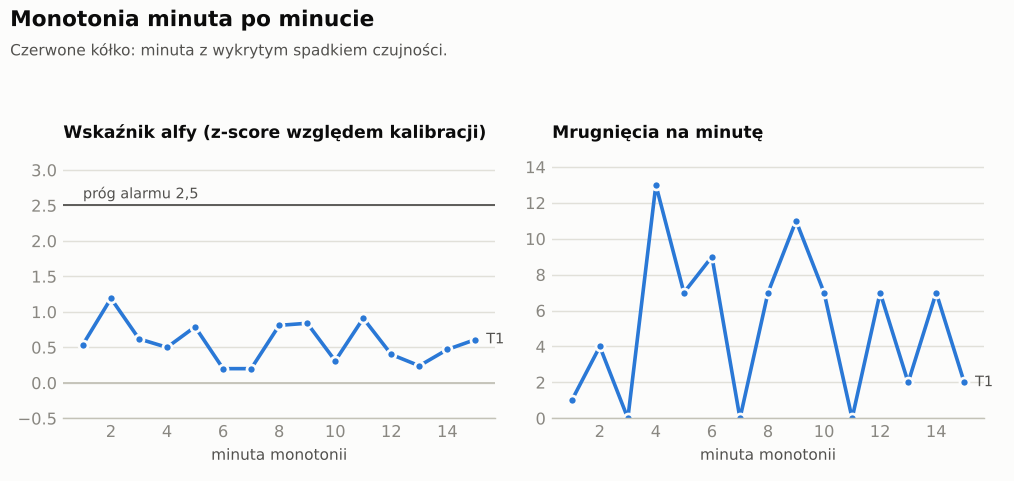 Monotonia minuta po minucie
Czerwone kółko: minuta z wykrytym spadkiem czujności.
Wskaźnik alfy (z-score względem kalibracji)
3.0
próg alarmu 2,5
2.5
2.0
1.5
1.0
T1
0.5
0.0
−0.5
2 4 6 8 10 12 14
minuta monotonii
Mrugnięcia na minutę
14
12
10
8
6
4
2
T1
0
2 4 6 8 10 12 14
minuta monotonii